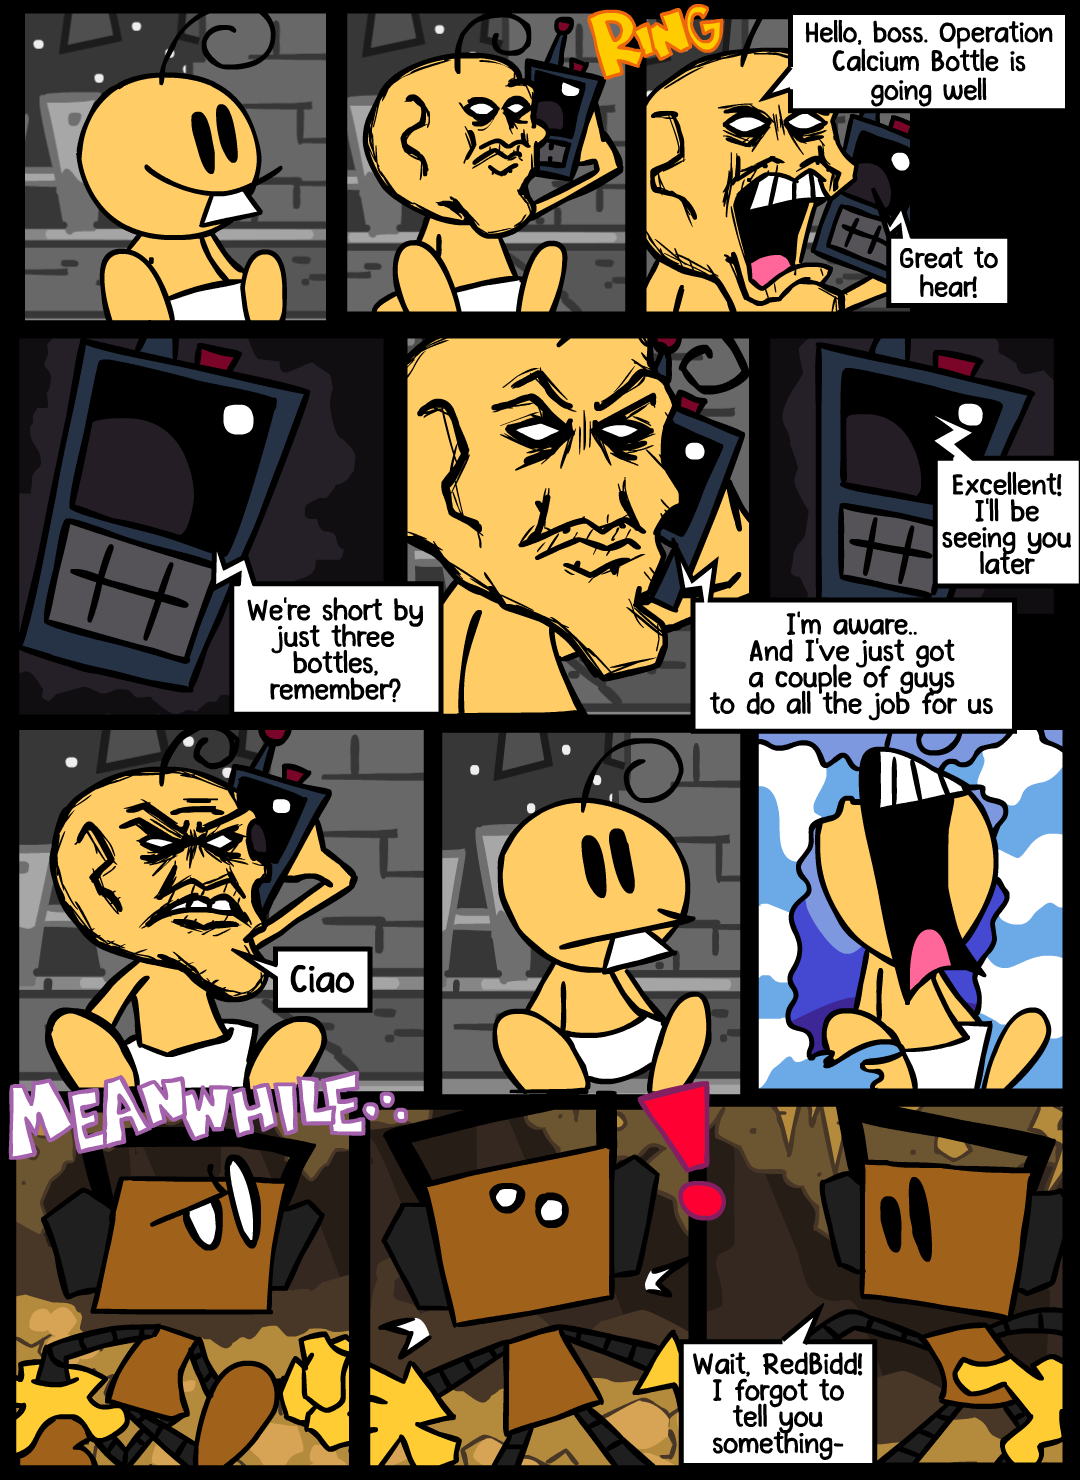 RING
Hello, boss. Operation
Calcium Bottle is
going well
Great to
hear!
We're short by
just three
bottles,
remember?
I'm aware..
And I've just got
a couple of guys
to do all the job for us
Excellent!
I'll be
seeing you
later
Ciao
MEANWHILE...
!
Wait, RedBidd!
I forgot to
tell you
something-